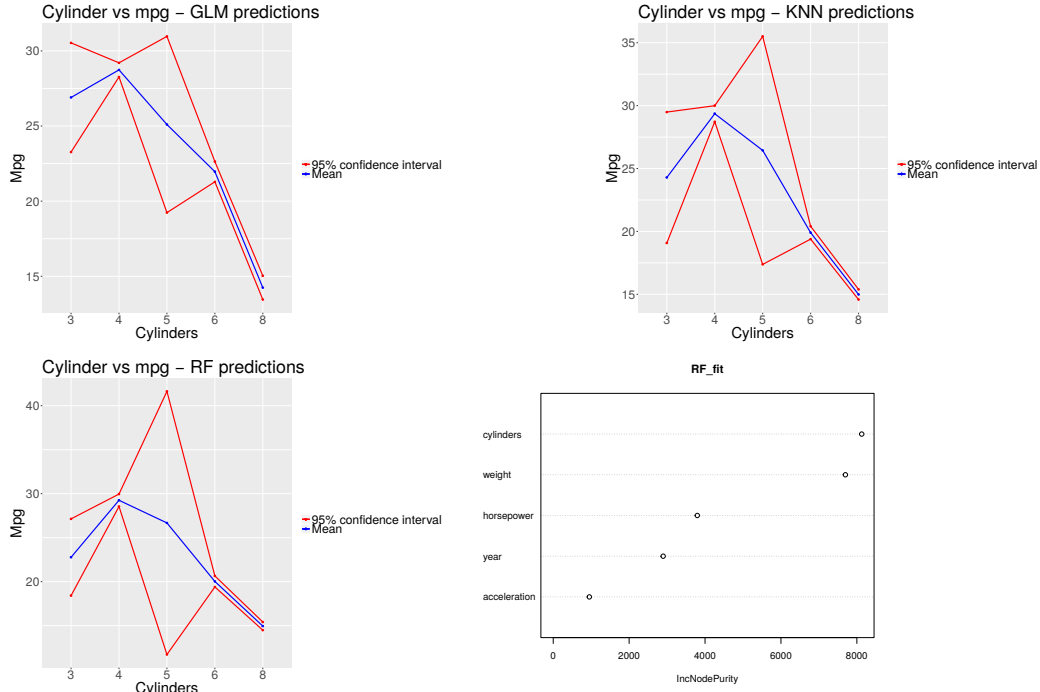 Cylinder vs mpg – GLM predictions
30
25
20
15
Mpg
3 4 5 6 8
Cylinders
95% confidence interval
Mean
Cylinder vs mpg – KNN predictions
35
30
25
20
15
Mpg
3 4 5 6 8
Cylinders
95% confidence interval
Mean
Cylinder vs mpg – RF predictions
40
30
20
Mpg
3 4 5 6 8
Cylinders
95% confidence interval
Mean
RF_fit
cylinders
weight
horsepower
year
acceleration
0 2000 4000 6000 8000
IncNodePurity